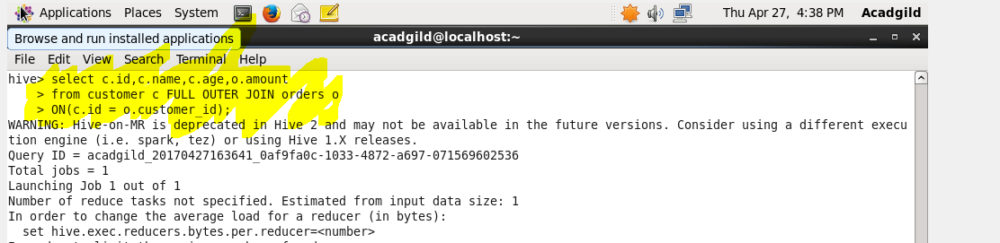 Applications Places System Thu Apr 27, 4:38 PM Acadgild
Browse and run installed applications acadgild@localhost:~
File Edit View Search Terminal Help
hive> select c.id,c.name,c.age,o.amount
> from customer c FULL OUTER JOIN orders o
> ON(c.id = o.customer_id);
WARNING: Hive-on-MR is deprecated in Hive 2 and may not be available in the future versions. Consider using a different execu
tion engine (i.e. spark, tez) or using Hive 1.X releases.
Query ID = acadgild_20170427163641_0af9fa0c-1033-4872-a697-071569602536
Total jobs = 1
Launching Job 1 out of 1
Number of reduce tasks not specified. Estimated from input data size: 1
In order to change the average load for a reducer (in bytes):
set hive.exec.reducers.bytes.per.reducer=<number>